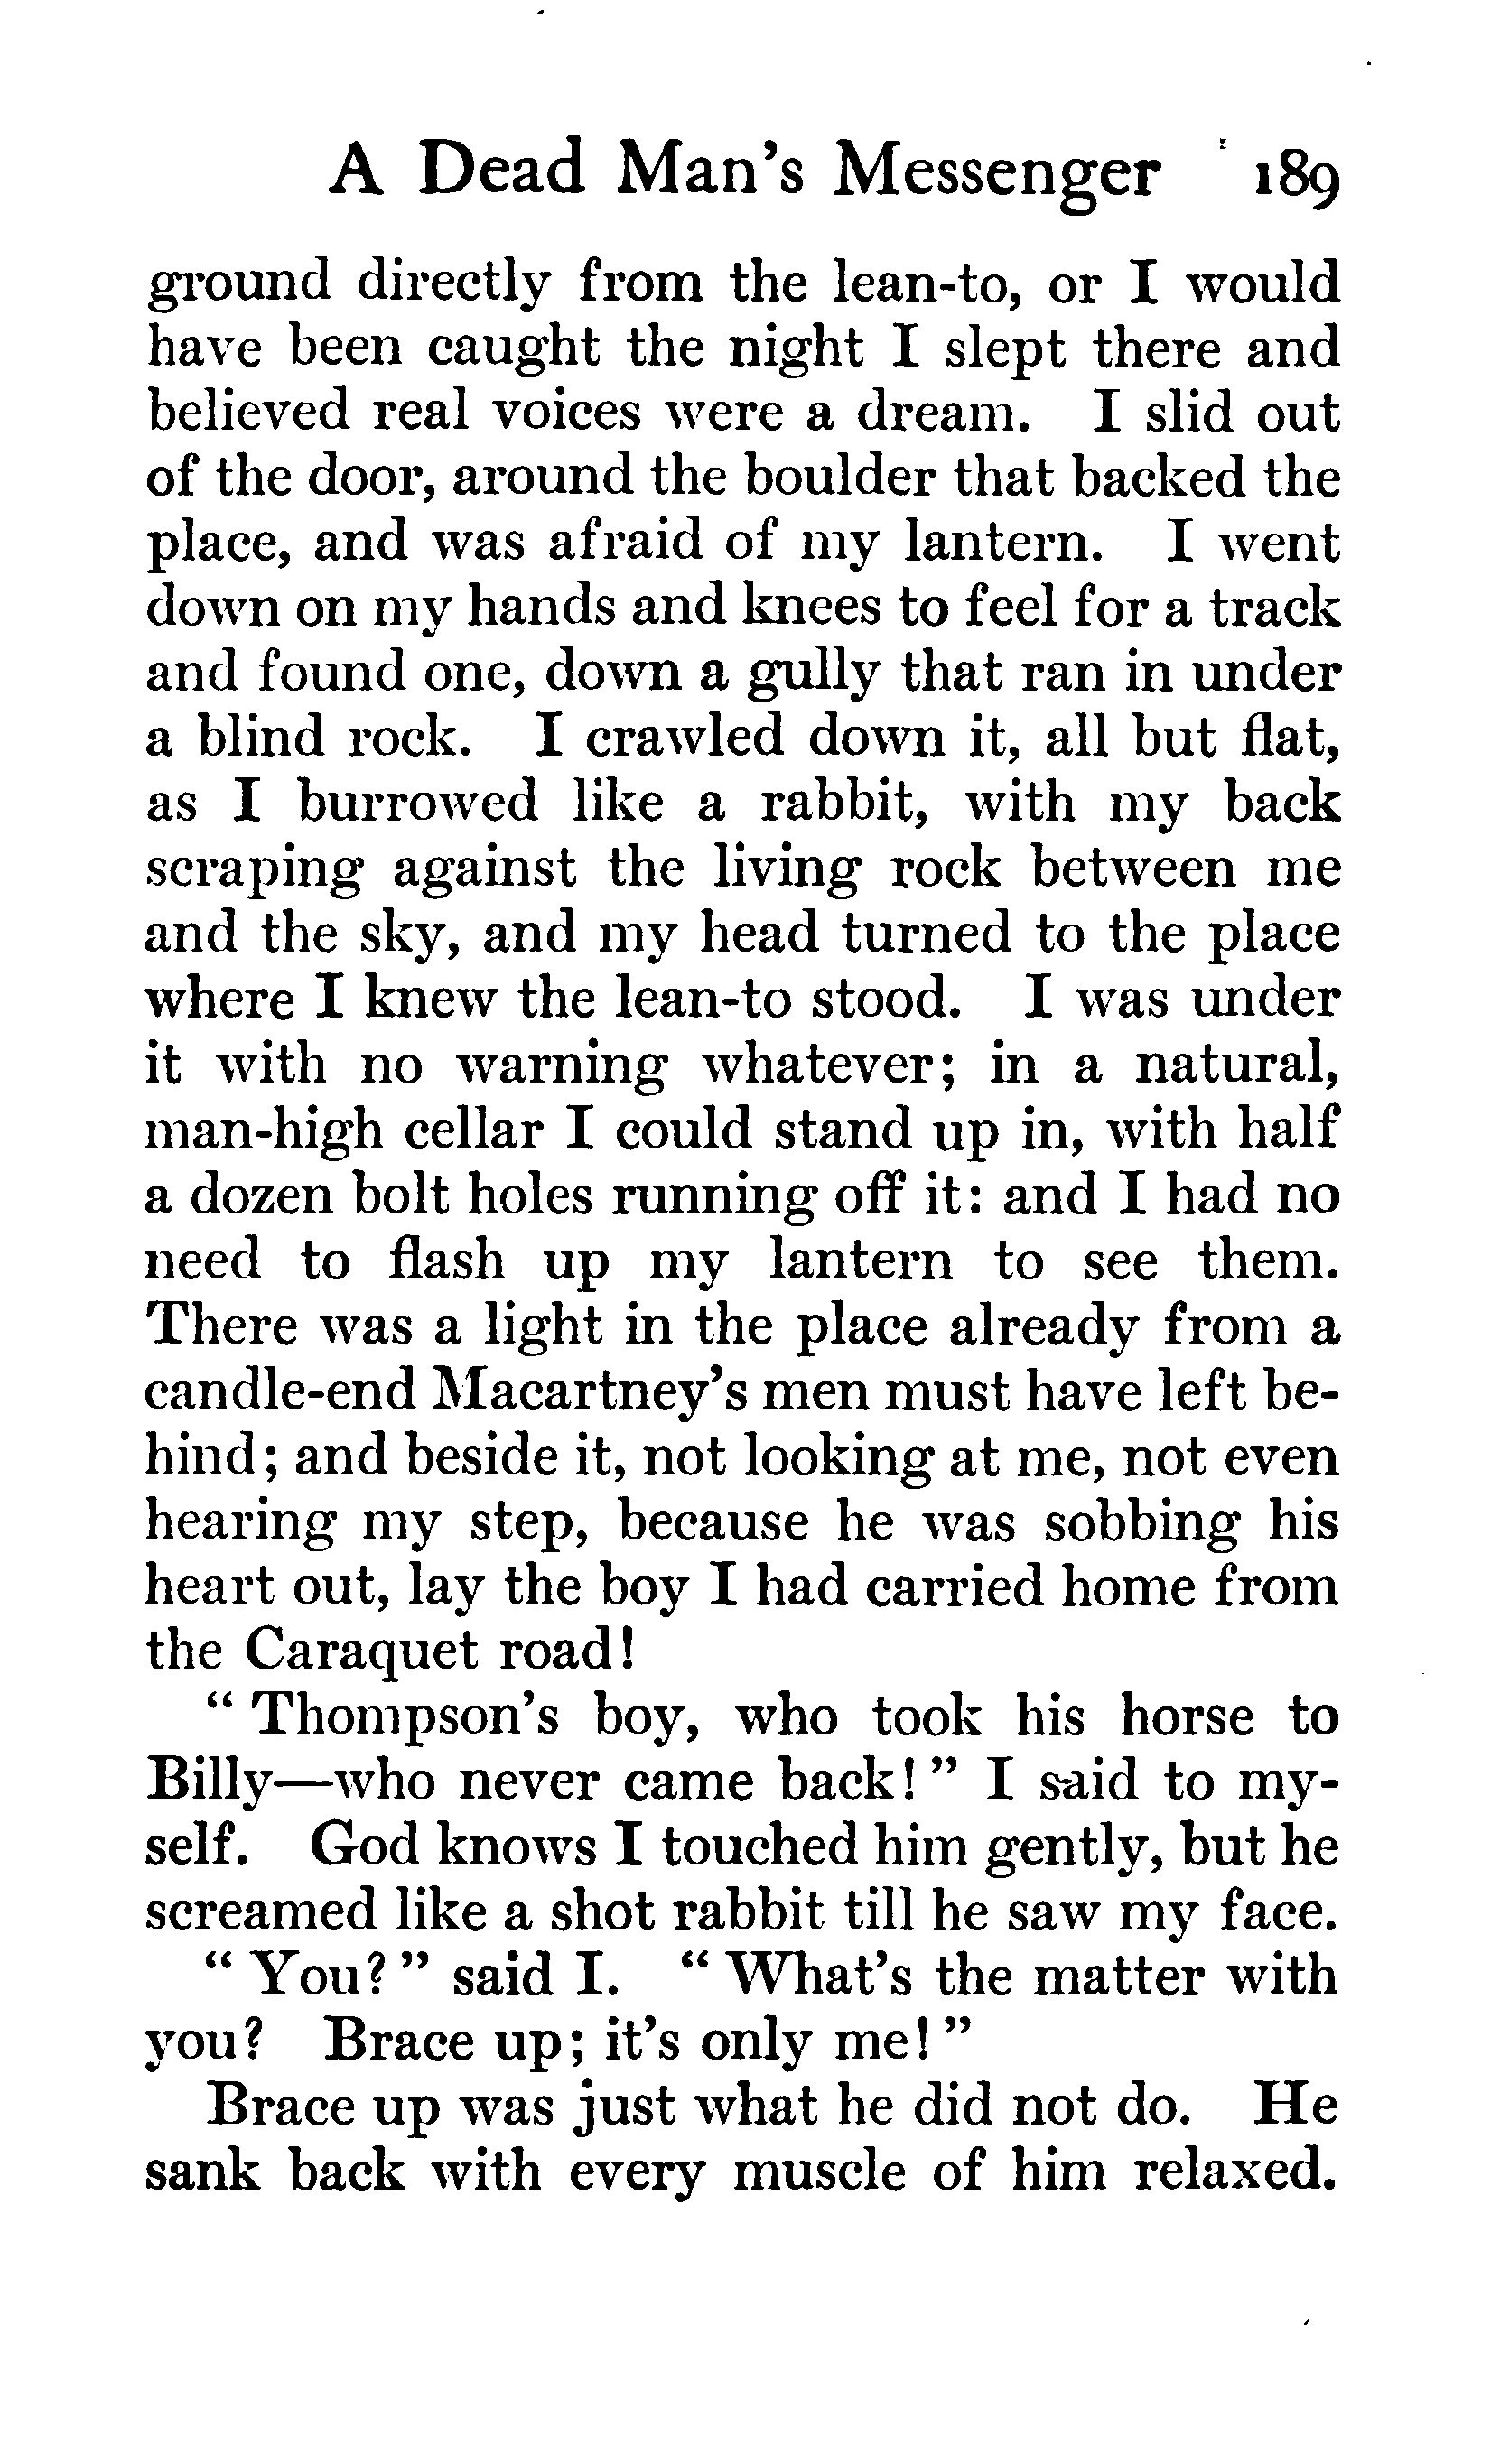 A Dead Man's Messenger 189
ground directly from the lean-to, or I would
have been caught the night I slept there and
believed real voices were a dream. I slid out
of the door, around the boulder that backed the
place, and was afraid of my lantern. I went
down on my hands and knees to feel for a track
and found one, down a gully that ran in under
a blind rock. I crawled down it, all but flat,
as I burrowed like a rabbit, with my back
scraping against the living rock between me
and the sky, and my head turned to the place
where I knew the lean-to stood. I was under
it with no warning whatever; in a natural,
man-high cellar I could stand up in, with half
a dozen bolt holes running off it: and I had no
need to flash up my lantern to see them.
There was a light in the place already from a
candle-end Macartney's men must have left be-
hind; and beside it, not looking at me, not even
hearing my step, because he was sobbing his
heart out, lay the boy I had carried home from
the Caraquet road!
" Thompson's boy, who took his horse to
Billy—who never came back! " I said to my-
self. God knows I touched him gently, but he
screamed like a shot rabbit till he saw my face.
" You? " said I. " What's the matter with
you? Brace up; it's only me! "
Brace up was just what he did not do. He
sank back with every muscle of him relaxed.